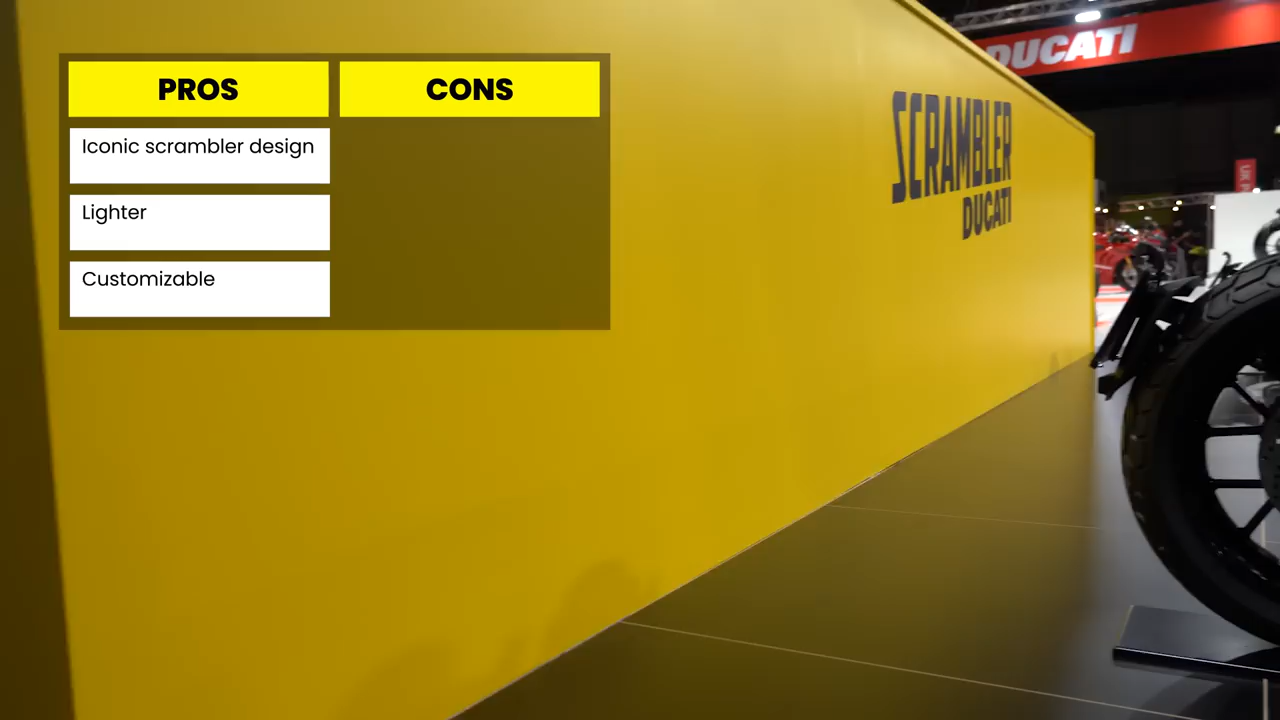 PROS
CONS
Iconic scrambler design
Lighter
Customizable
DUCATI
SCRAMBLER
DUCATI